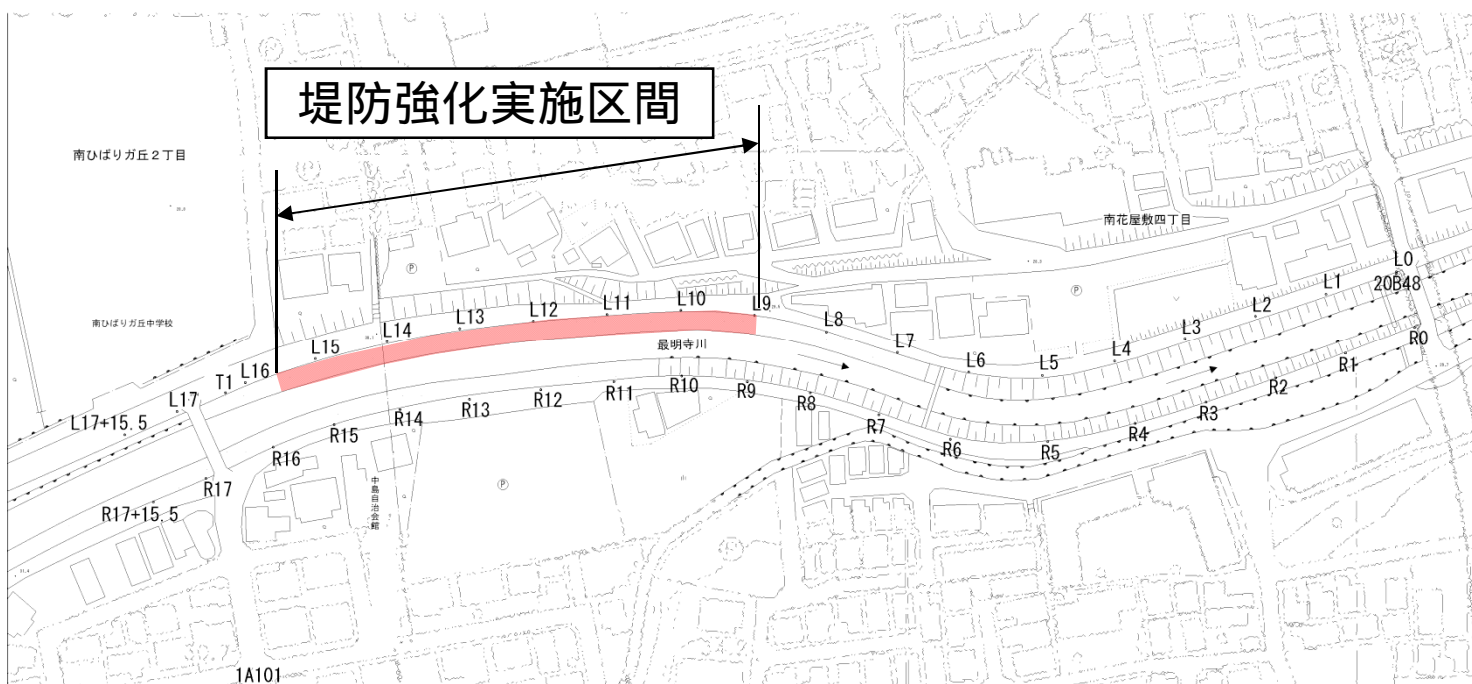 堤防強化実施区間
南ひばりガ丘2丁目
南花屋敷四丁目
南ひばりガ丘中学校
最明寺川
中島自治会館
L0
20B48
L1
L2
L3
L4
L5
L6
L7
L8
L9
L10
L11
L12
L13
L14
L15
L16
T1
L17
L17+15.5
R0
R1
R2
R3
R4
R5
R6
R7
R8
R9
R10
R11
R12
R13
R14
R15
R16
R17
R17+15.5
P
P
P
1A101